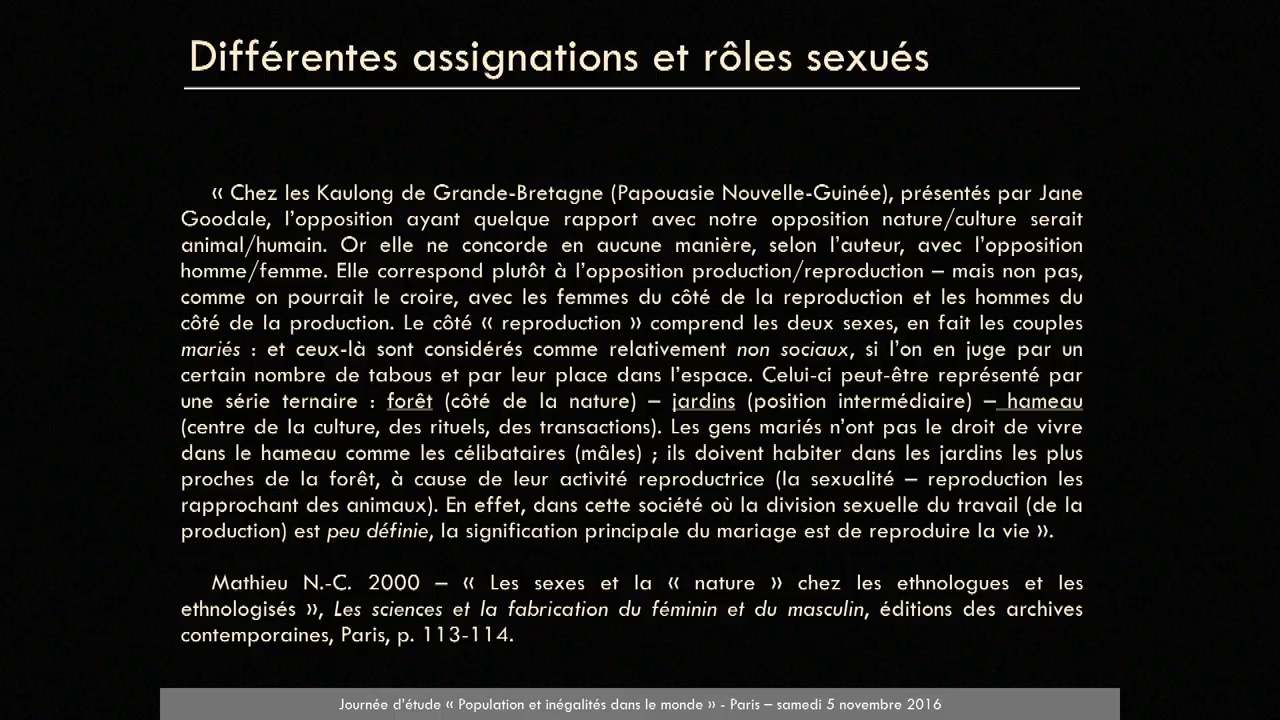 Différentes assignations et rôles sexués
« Chez les Kaulong de Grande-Bretagne (Papouasie Nouvelle-Guinée), présentés par Jane
Goodale, l’opposition ayant quelque rapport avec notre opposition nature/culture serait
animal/humain. Or elle ne concorde en aucune manière, selon l’auteur, avec l’opposition
homme/femme. Elle correspond plutôt à l’opposition production/reproduction – mais non pas,
comme on pourrait le croire, avec les femmes du côté de la reproduction et les hommes du
côté de la production. Le côté « reproduction » comprend les deux sexes, en fait les couples
mariés : et ceux-là sont considérés comme relativement non sociaux, si l’on en juge par un
certain nombre de tabous et par leur place dans l’espace. Celui-ci peut-être représenté par
une série ternaire : forêt (côté de la nature) – jardins (position intermédiaire) – hameau
(centre de la culture, des rituels, des transactions). Les gens mariés n’ont pas le droit de vivre
dans le hameau comme les célibataires (mâles) ; ils doivent habiter dans les jardins les plus
proches de la forêt, à cause de leur activité reproductrice (la sexualité – reproduction les
rapprochant des animaux). En effet, dans cette société où la division sexuelle du travail (de la
production) est peu définie, la signification principale du mariage est de reproduire la vie ».
Mathieu N.-C. 2000 – « Les sexes et la « nature » chez les ethnologues et les
ethnologisés », Les sciences et la fabrication du féminin et du masculin, éditions des archives
contemporaines, Paris, p. 113-114.
Journée d’étude « Population et inégalités dans le monde » - Paris – samedi 5 novembre 2016